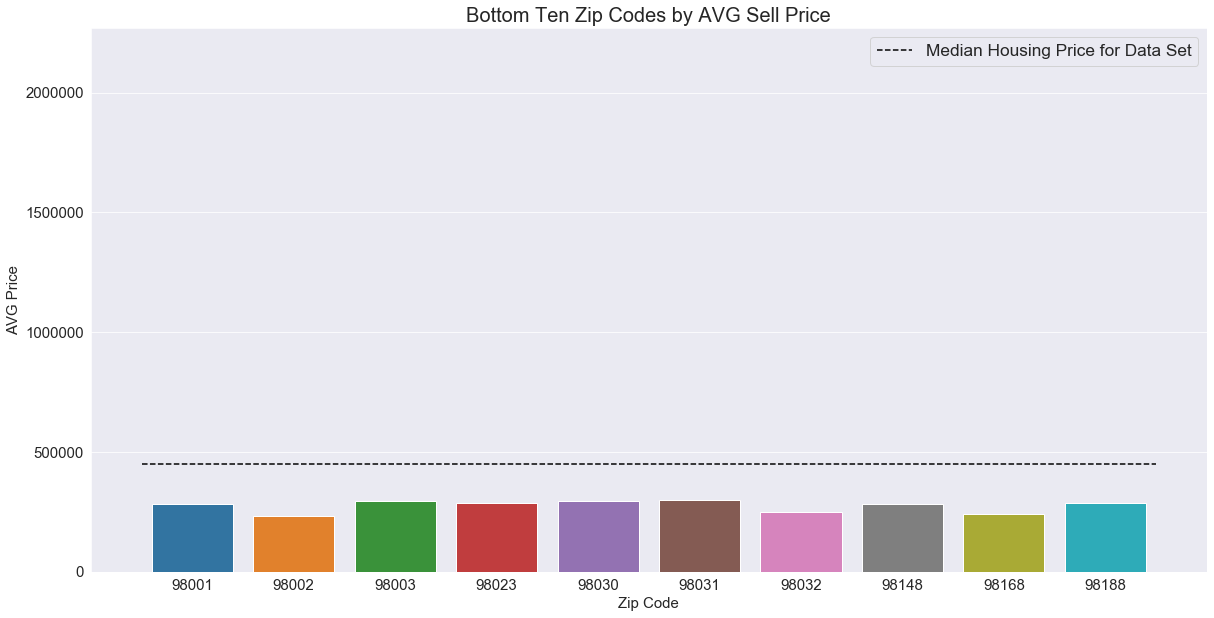 Bottom Ten Zip Codes by AVG Sell Price
Median Housing Price for Data Set
2000000
1500000
1000000
500000
0
AVG Price
98001 98002 98003 98023 98030 98031 98032 98148 98168 98188
Zip Code